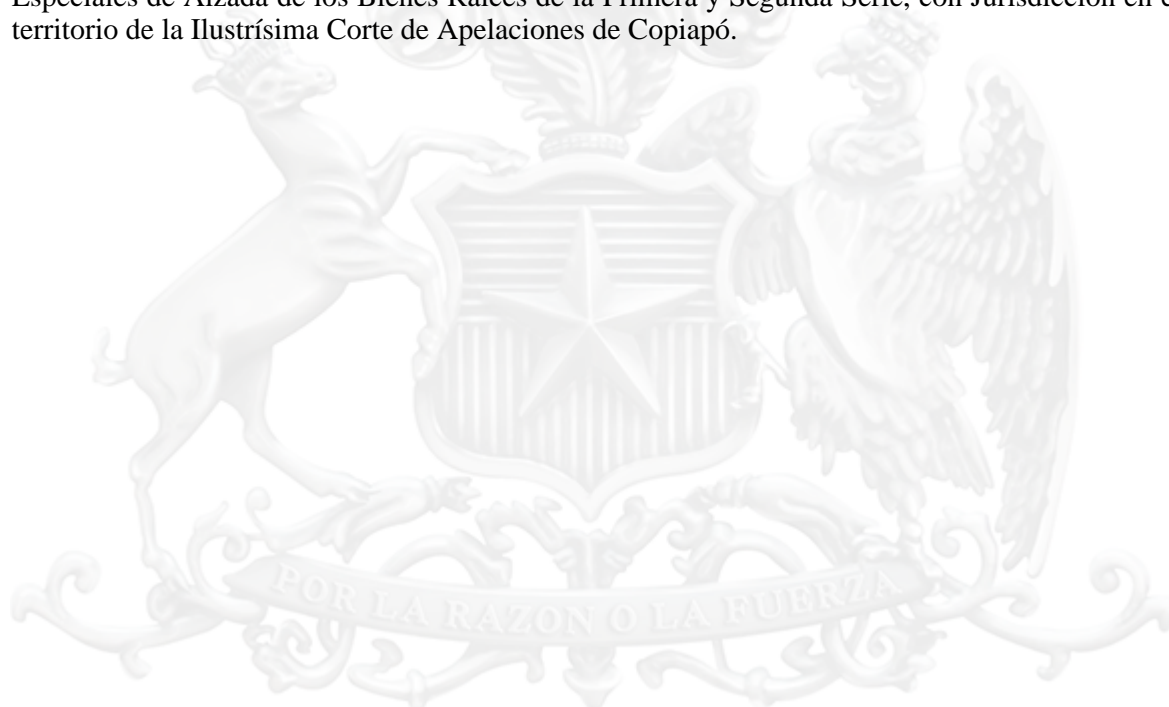 Especiales de Alzada de los Bienes Raíces de la Primera y Segunda Serie, con Jurisdicción en
territorio de la Ilustrísima Corte de Apelaciones de Copiapó.
POR LA RAZON O LA FUERZA